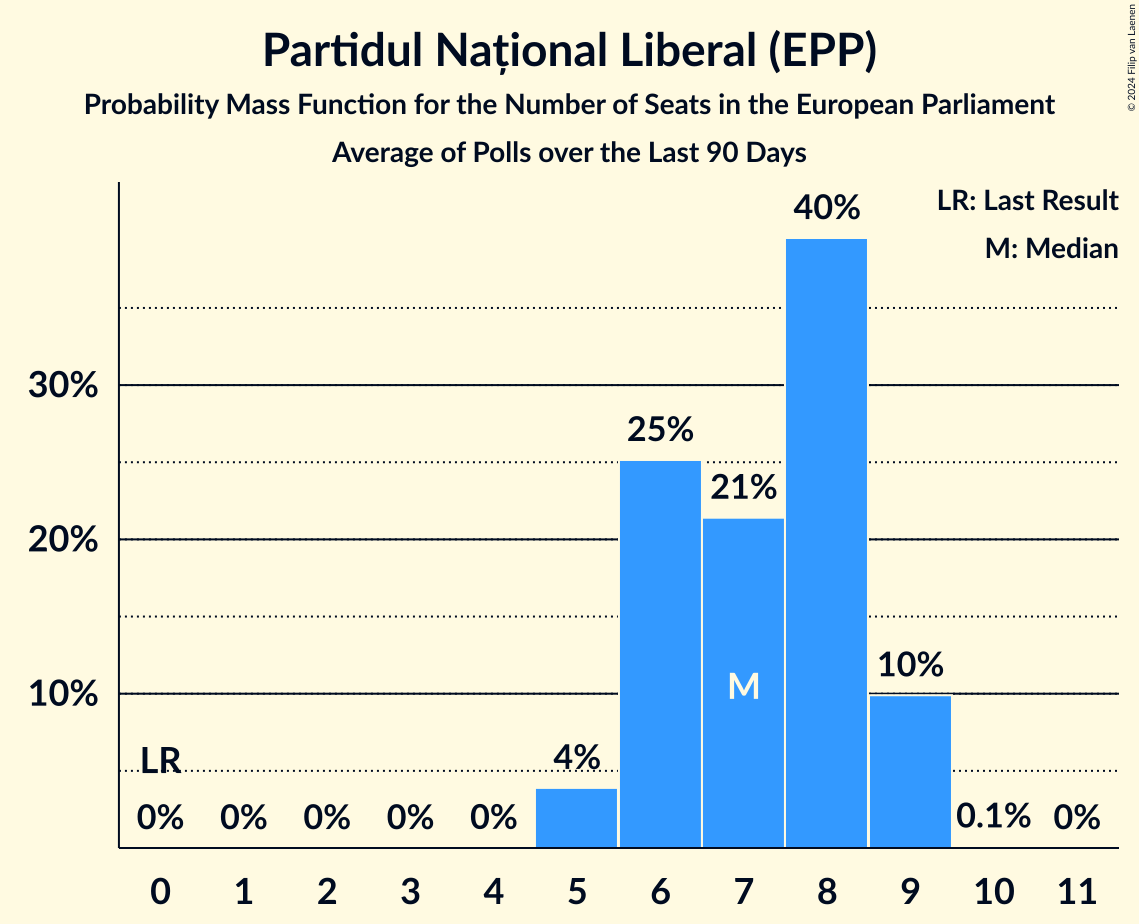 Partidul Național Liberal (EPP)
Probability Mass Function for the Number of Seats in the European Parliament
Average of Polls over the Last 90 Days
© 2024 Filip van Laenen
LR: Last Result
M: Median
40%
30%
25%
21%
20%
10%
M
10%
LR
4%
0% 0% 0% 0% 0% 0.1% 0%
0 1 2 3 4 5 6 7 8 9 10 11